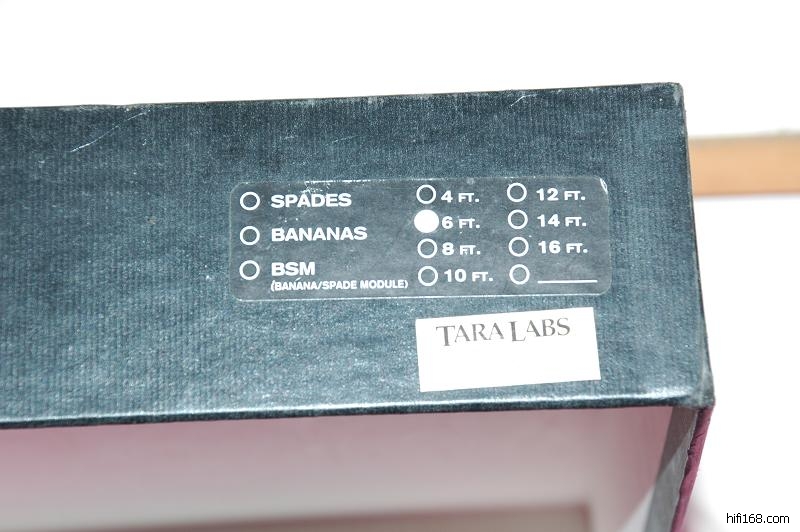 SPADES
BANANAS
BSM
(BANANA/SPADE MODULE)
4 FT.
6 FT.
8 FT.
10 FT.
12 FT.
14 FT.
16 FT.
TARA LABS
hifi168.com